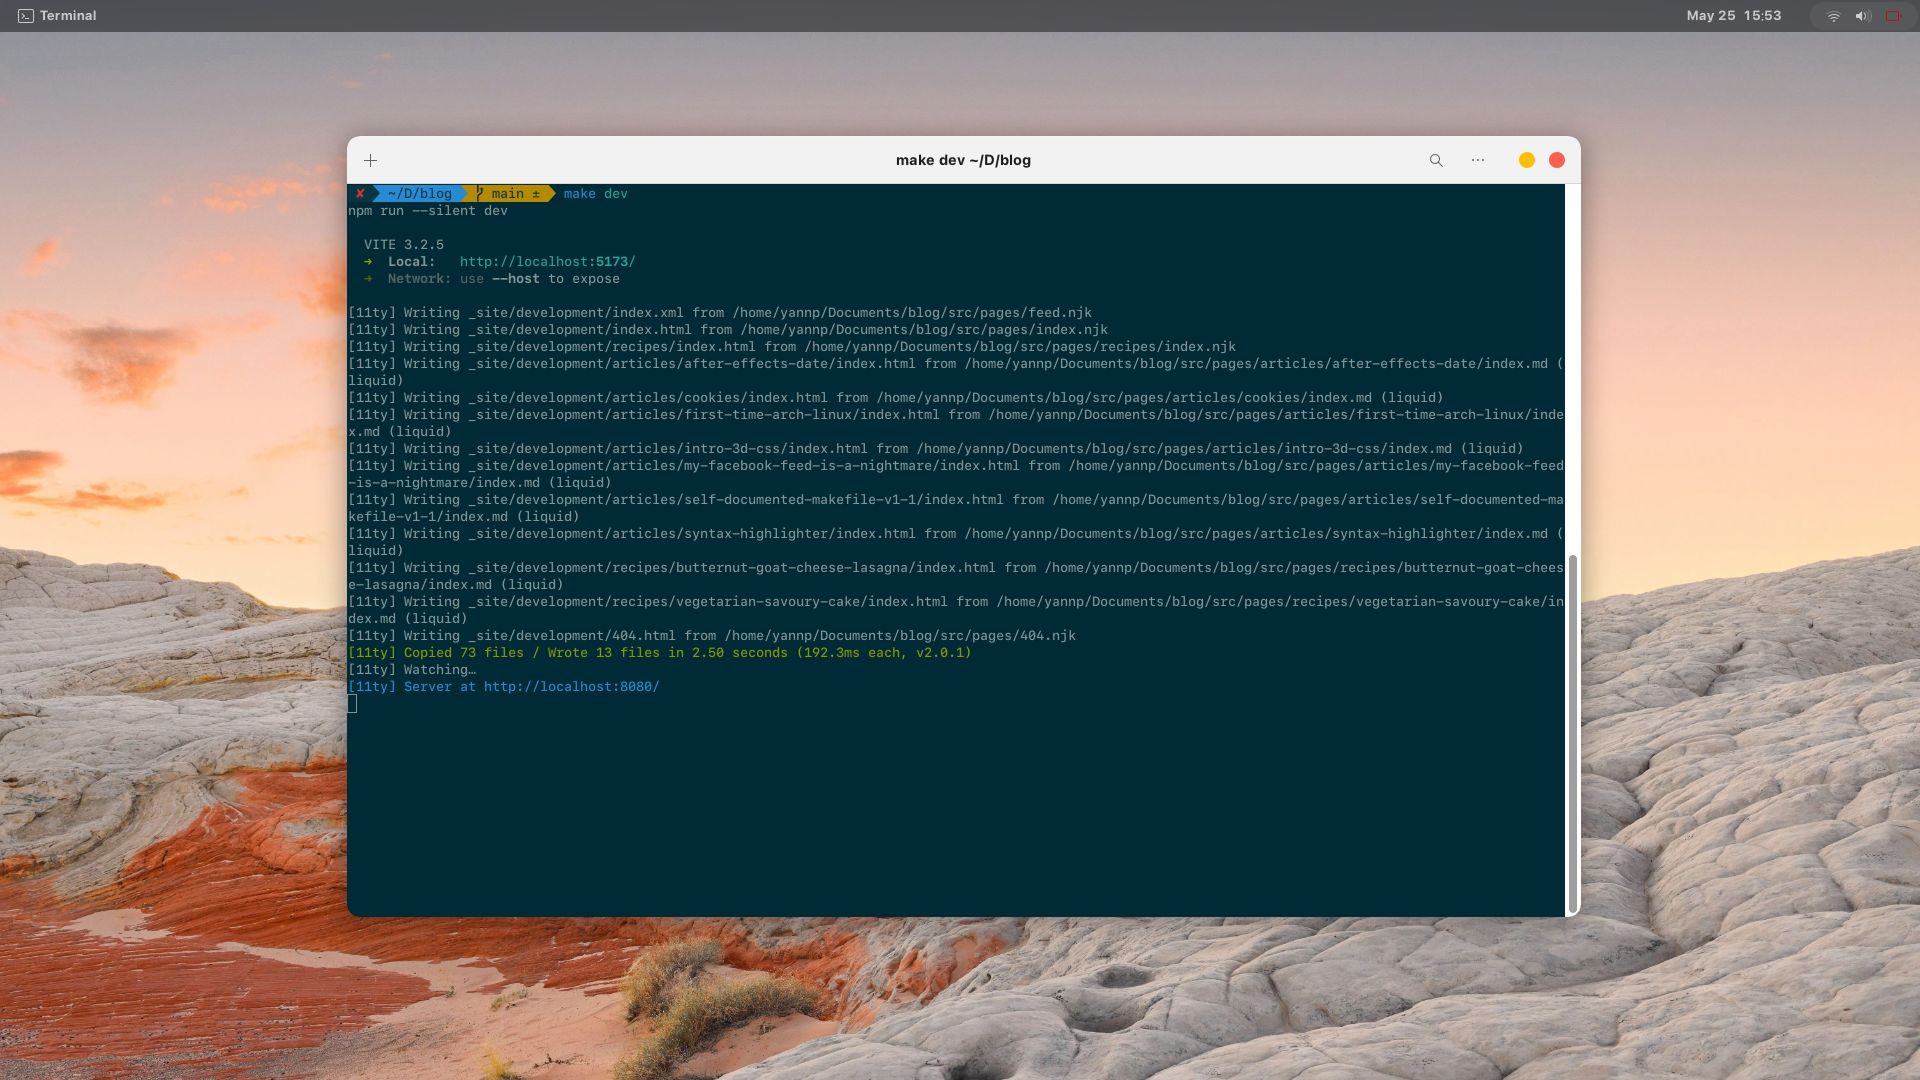 Terminal
May 25 15:53
make dev ~/D/blog
✘ ~/D/blog main ± make dev
npm run --silent dev
VITE 3.2.5
➜ Local: http://localhost:5173/
➜ Network: use --host to expose
[11ty] Writing _site/development/index.xml from /home/yannp/Documents/blog/src/pages/feed.njk
[11ty] Writing _site/development/index.html from /home/yannp/Documents/blog/src/pages/index.njk
[11ty] Writing _site/development/recipes/index.html from /home/yannp/Documents/blog/src/pages/recipes/index.njk
[11ty] Writing _site/development/articles/after-effects-date/index.html from /home/yannp/Documents/blog/src/pages/articles/after-effects-date/index.md (
liquid)
[11ty] Writing _site/development/articles/cookies/index.html from /home/yannp/Documents/blog/src/pages/articles/cookies/index.md (liquid)
[11ty] Writing _site/development/articles/first-time-arch-linux/index.html from /home/yannp/Documents/blog/src/pages/articles/first-time-arch-linux/inde
x.md (liquid)
[11ty] Writing _site/development/articles/intro-3d-css/index.html from /home/yannp/Documents/blog/src/pages/articles/intro-3d-css/index.md (liquid)
[11ty] Writing _site/development/articles/my-facebook-feed-is-a-nightmare/index.html from /home/yannp/Documents/blog/src/pages/articles/my-facebook-feed
-is-a-nightmare/index.md (liquid)
[11ty] Writing _site/development/articles/self-documented-makefile-v1-1/index.html from /home/yannp/Documents/blog/src/pages/articles/self-documented-ma
kefile-v1-1/index.md (liquid)
[11ty] Writing _site/development/articles/syntax-highlighter/index.html from /home/yannp/Documents/blog/src/pages/articles/syntax-highlighter/index.md (
liquid)
[11ty] Writing _site/development/recipes/butternut-goat-cheese-lasagna/index.html from /home/yannp/Documents/blog/src/pages/recipes/butternut-goat-chees
e-lasagna/index.md (liquid)
[11ty] Writing _site/development/recipes/vegetarian-savoury-cake/index.html from /home/yannp/Documents/blog/src/pages/recipes/vegetarian-savoury-cake/in
dex.md (liquid)
[11ty] Writing _site/development/404.html from /home/yannp/Documents/blog/src/pages/404.njk
[11ty] Copied 73 files / Wrote 13 files in 2.50 seconds (192.3ms each, v2.0.1)
[11ty] Watching…
[11ty] Server at http://localhost:8080/